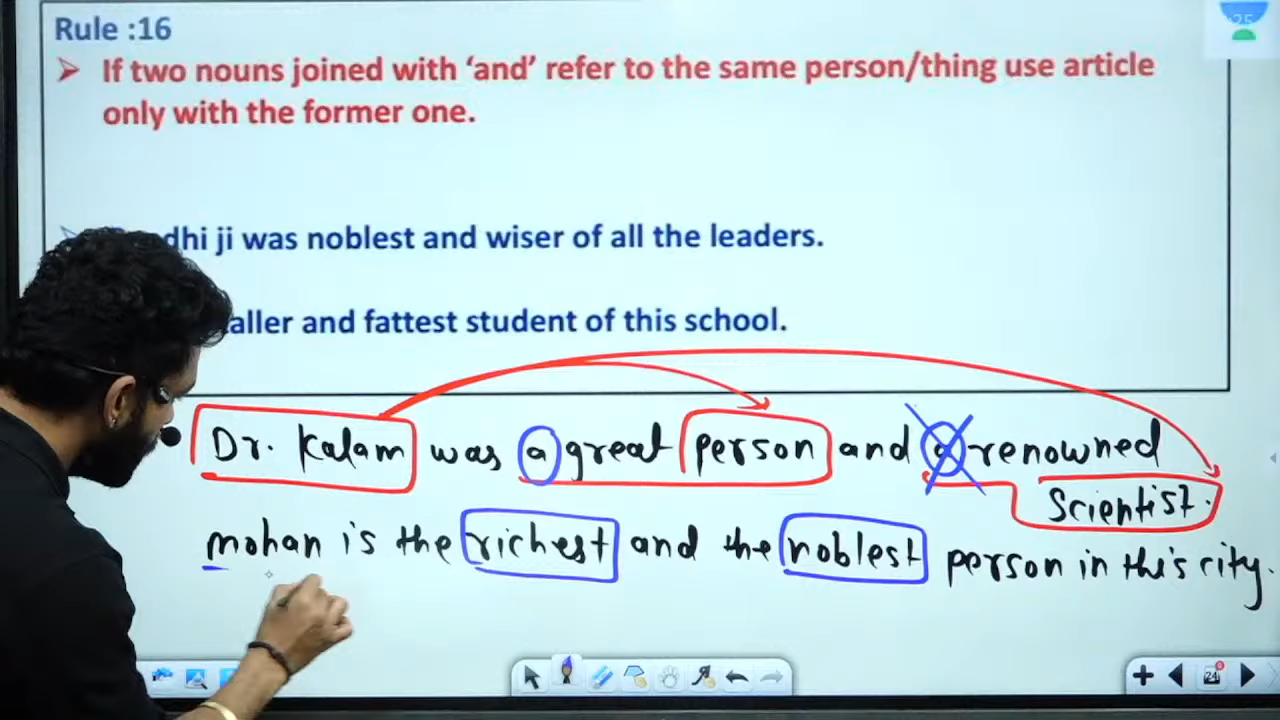 Rule :16
➤ If two nouns joined with ‘and’ refer to the same person/thing use article
only with the former one.
ji was noblest and wiser of all the leaders.
and fattest student of this school.
Dr. Kalam was a great person and a renowned
Scientist.
mohan is the richest and the noblest person in this city.
24